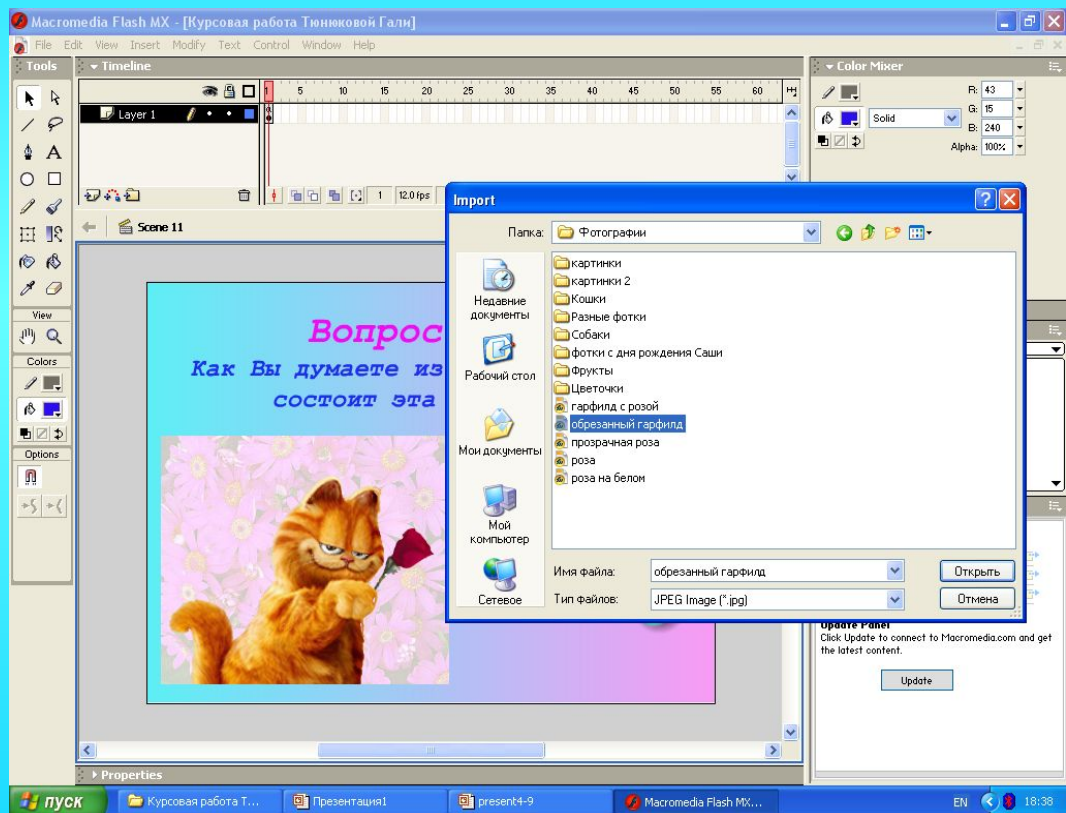 Macromedia Flash MX - [Курсовая работа Тюнюковой Гали]
File Edit View Insert Modify Text Control Window Help
Tools
Timeline
1 5 10 15 20 25 30 35 40 45 50 55 60
Layer 1
1 12.0 fps
Scene 11
View
Colors
Options
Вопрос
Как Вы думаете из
состоит эта
Color Mixer
R: 43
G: 15
Solid
B: 240
Alpha: 100%
Import
Папка: Фотографии
Недавние документы
Рабочий стол
Мои документы
Мой компьютер
Сетевое
картинки
картинки 2
Кошки
Разные фотки
Собаки
фотки с дня рождения Саши
Фрукты
Цветочки
гарфилд с розой
обрезанный гарфилд
прозрачная роза
роза
роза на белом
Имя файла: обрезанный гарфилд
Открыть
Тип файлов: JPEG Image (*.jpg)
Отмена
Update Panel
Click Update to connect to Macromedia.com and get
the latest content.
Update
Properties
пуск
Курсовая работа Т...
Презентация1
present4-9
Macromedia Flash MX...
EN
18:38